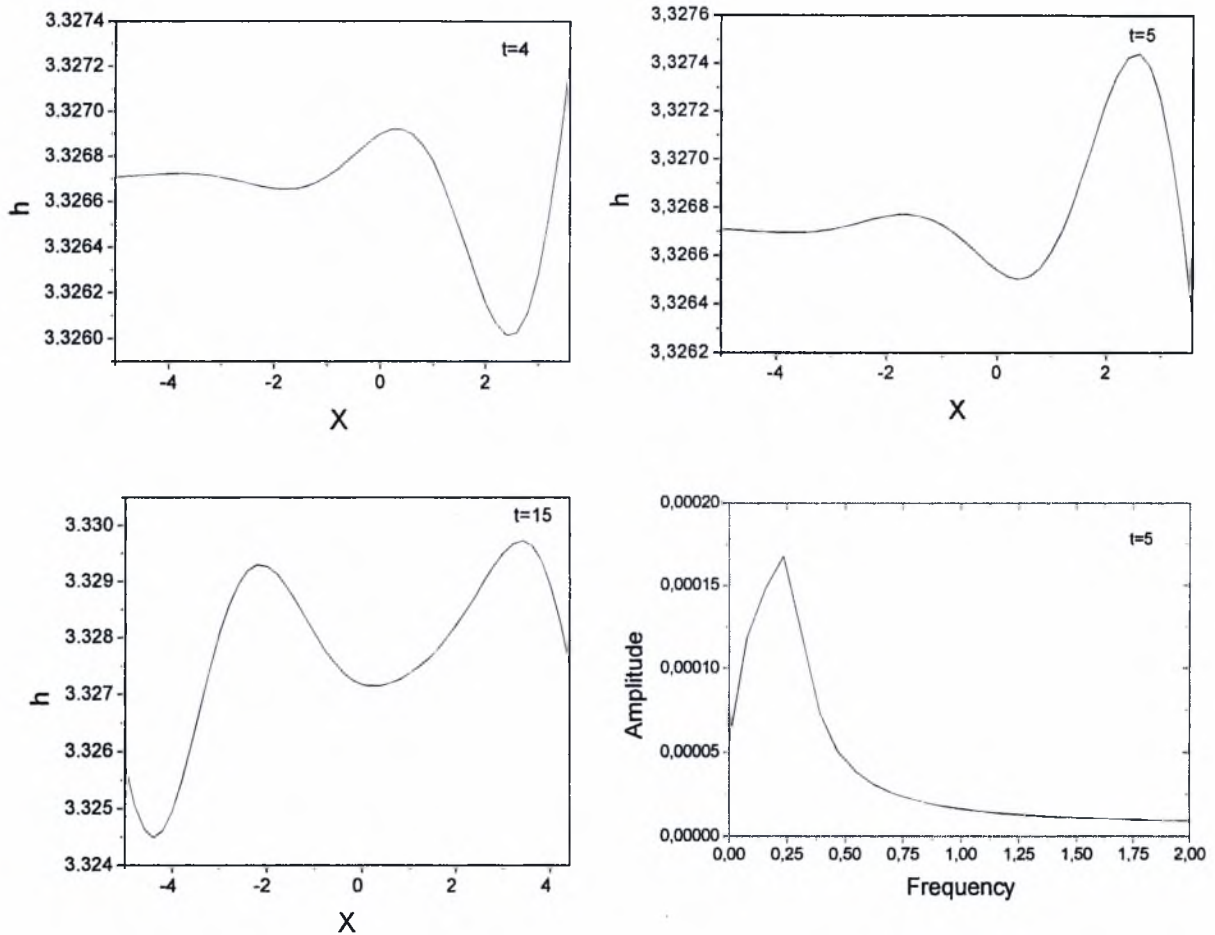 t=4
h
3.3274
3.3272
3.3270
3.3268
3.3266
3.3264
3.3262
3.3260
-4 -2 0 2
X
t=5
h
3,3276
3,3274
3,3272
3,3270
3,3268
3,3266
3,3264
3,3262
-4 -2 0 2
X
t=15
h
3.330
3.329
3.328
3.327
3.326
3.325
3.324
-4 -2 0 2 4
X
t=5
Amplitude
0,00020
0,00015
0,00010
0,00005
0,00000
0,00 0,25 0,50 0,75 1,00 1,25 1,50 1,75 2,00
Frequency